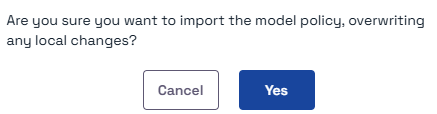 Are you sure you want to import the model policy, overwriting
any local changes?
Cancel
Yes